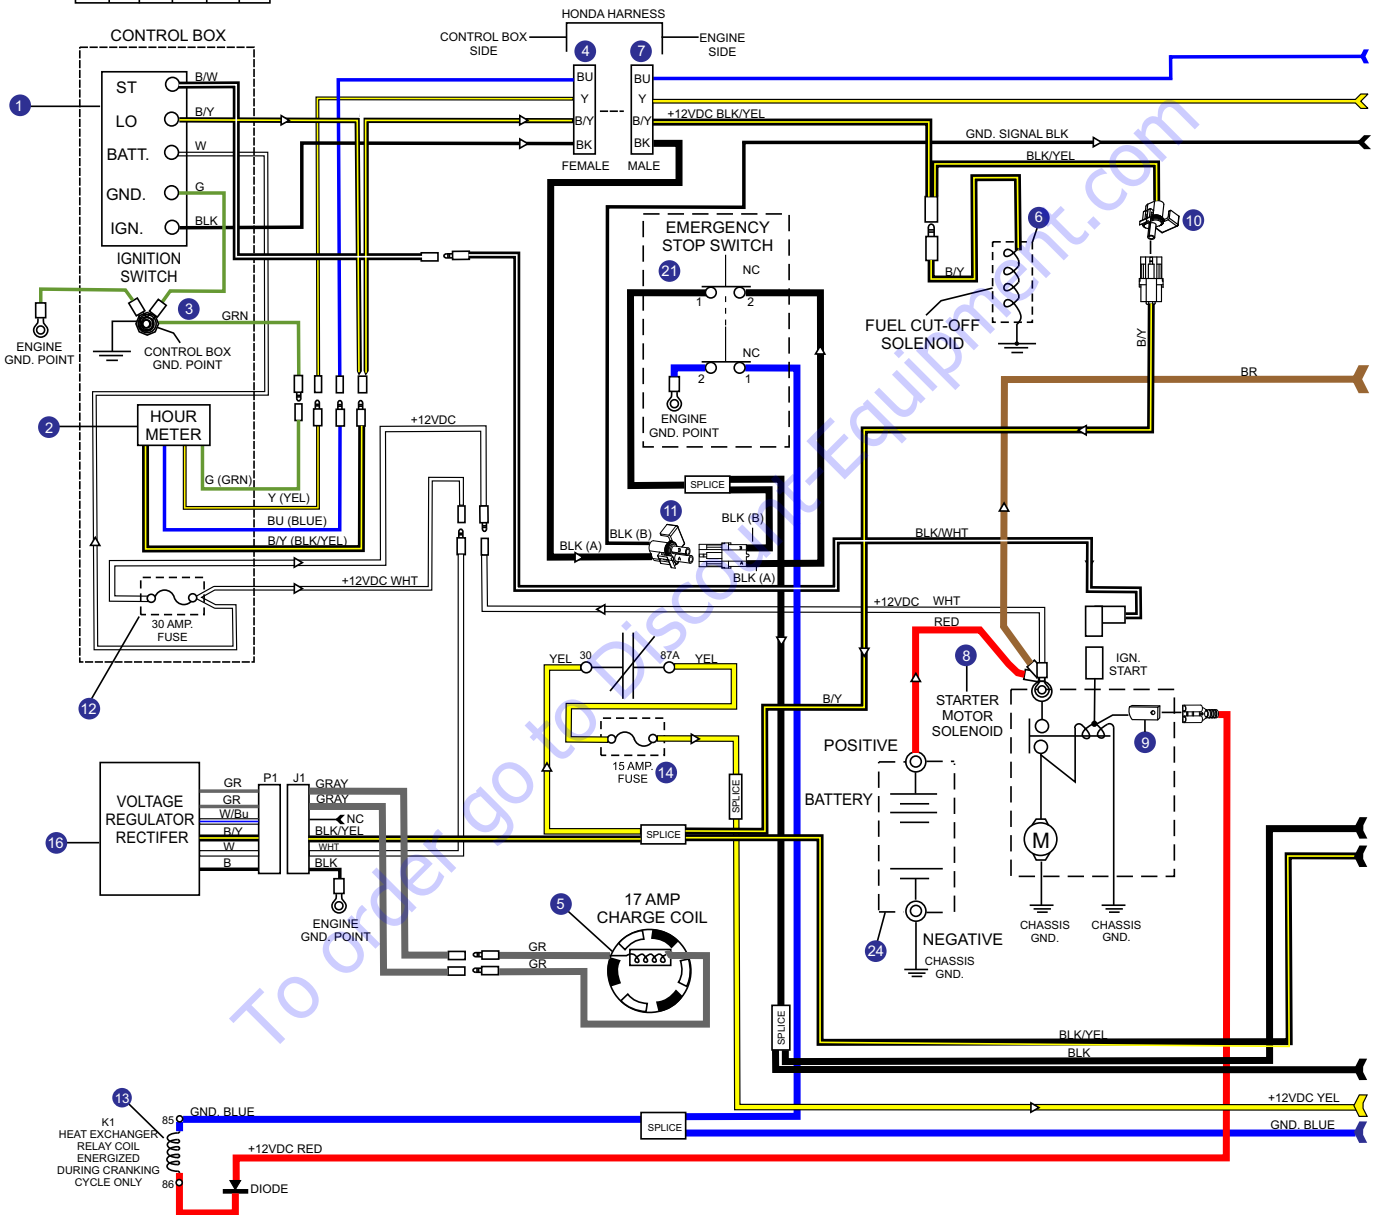 HONDA HARNESS
CONTROL BOX
SIDE
ENGINE
SIDE
CONTROL BOX
4
7
1
ST
LO
BATT.
GND.
IGN.
B/W
B/Y
W
G
BLK
IGNITION
SWITCH
BU
Y
B/Y
BK
FEMALE
BU
Y
B/Y
BK
MALE
+12VDC BLK/YEL
GND. SIGNAL BLK
BLK/YEL
10
6
B/Y
B/Y
FUEL CUT-OFF
SOLENOID
EMERGENCY
STOP SWITCH
21
NC
1
2
NC
2
1
ENGINE
GND. POINT
3
GRN
ENGINE
GND. POINT
CONTROL BOX
GND. POINT
BR
2
HOUR
METER
+12VDC
G (GRN)
Y (YEL)
BU (BLUE)
B/Y (BLK/YEL)
SPLICE
11
BLK (B)
BLK (B)
BLK (A)
BLK (A)
BLK/WHT
+12VDC WHT
30 AMP.
FUSE
12
+12VDC WHT
RED
8
STARTER
MOTOR
SOLENOID
IGN.
START
9
YEL
30
87A
YEL
B/Y
15 AMP.
FUSE
14
SPLICE
SPLICE
POSITIVE
BATTERY
NEGATIVE
CHASSIS
GND.
24
M
CHASSIS
GND.
CHASSIS
GND.
16
VOLTAGE
REGULATOR
RECTIFER
GR
GR
W/Bu
B/Y
W
B
P1
J1
GRAY
GRAY
NC
BLK/YEL
WHT
BLK
ENGINE
GND. POINT
5
17 AMP
CHARGE COIL
GR
GR
SPLICE
BLK/YEL
BLK
+12VDC YEL
GND. BLUE
13
K1
HEAT EXCHANGER
RELAY COIL
ENERGIZED
DURING CRANKING
CYCLE ONLY
85
86
GND. BLUE
SPLICE
+12VDC RED
DIODE
To order go to Discount-Equipment.com